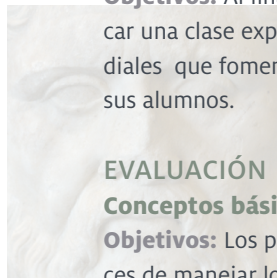 Objetivos: Al fin
car una clase exp
diales que fomen
sus alumnos.
EVALUACIÓN
Conceptos bási
Objetivos: Los p
ces de manejar lo